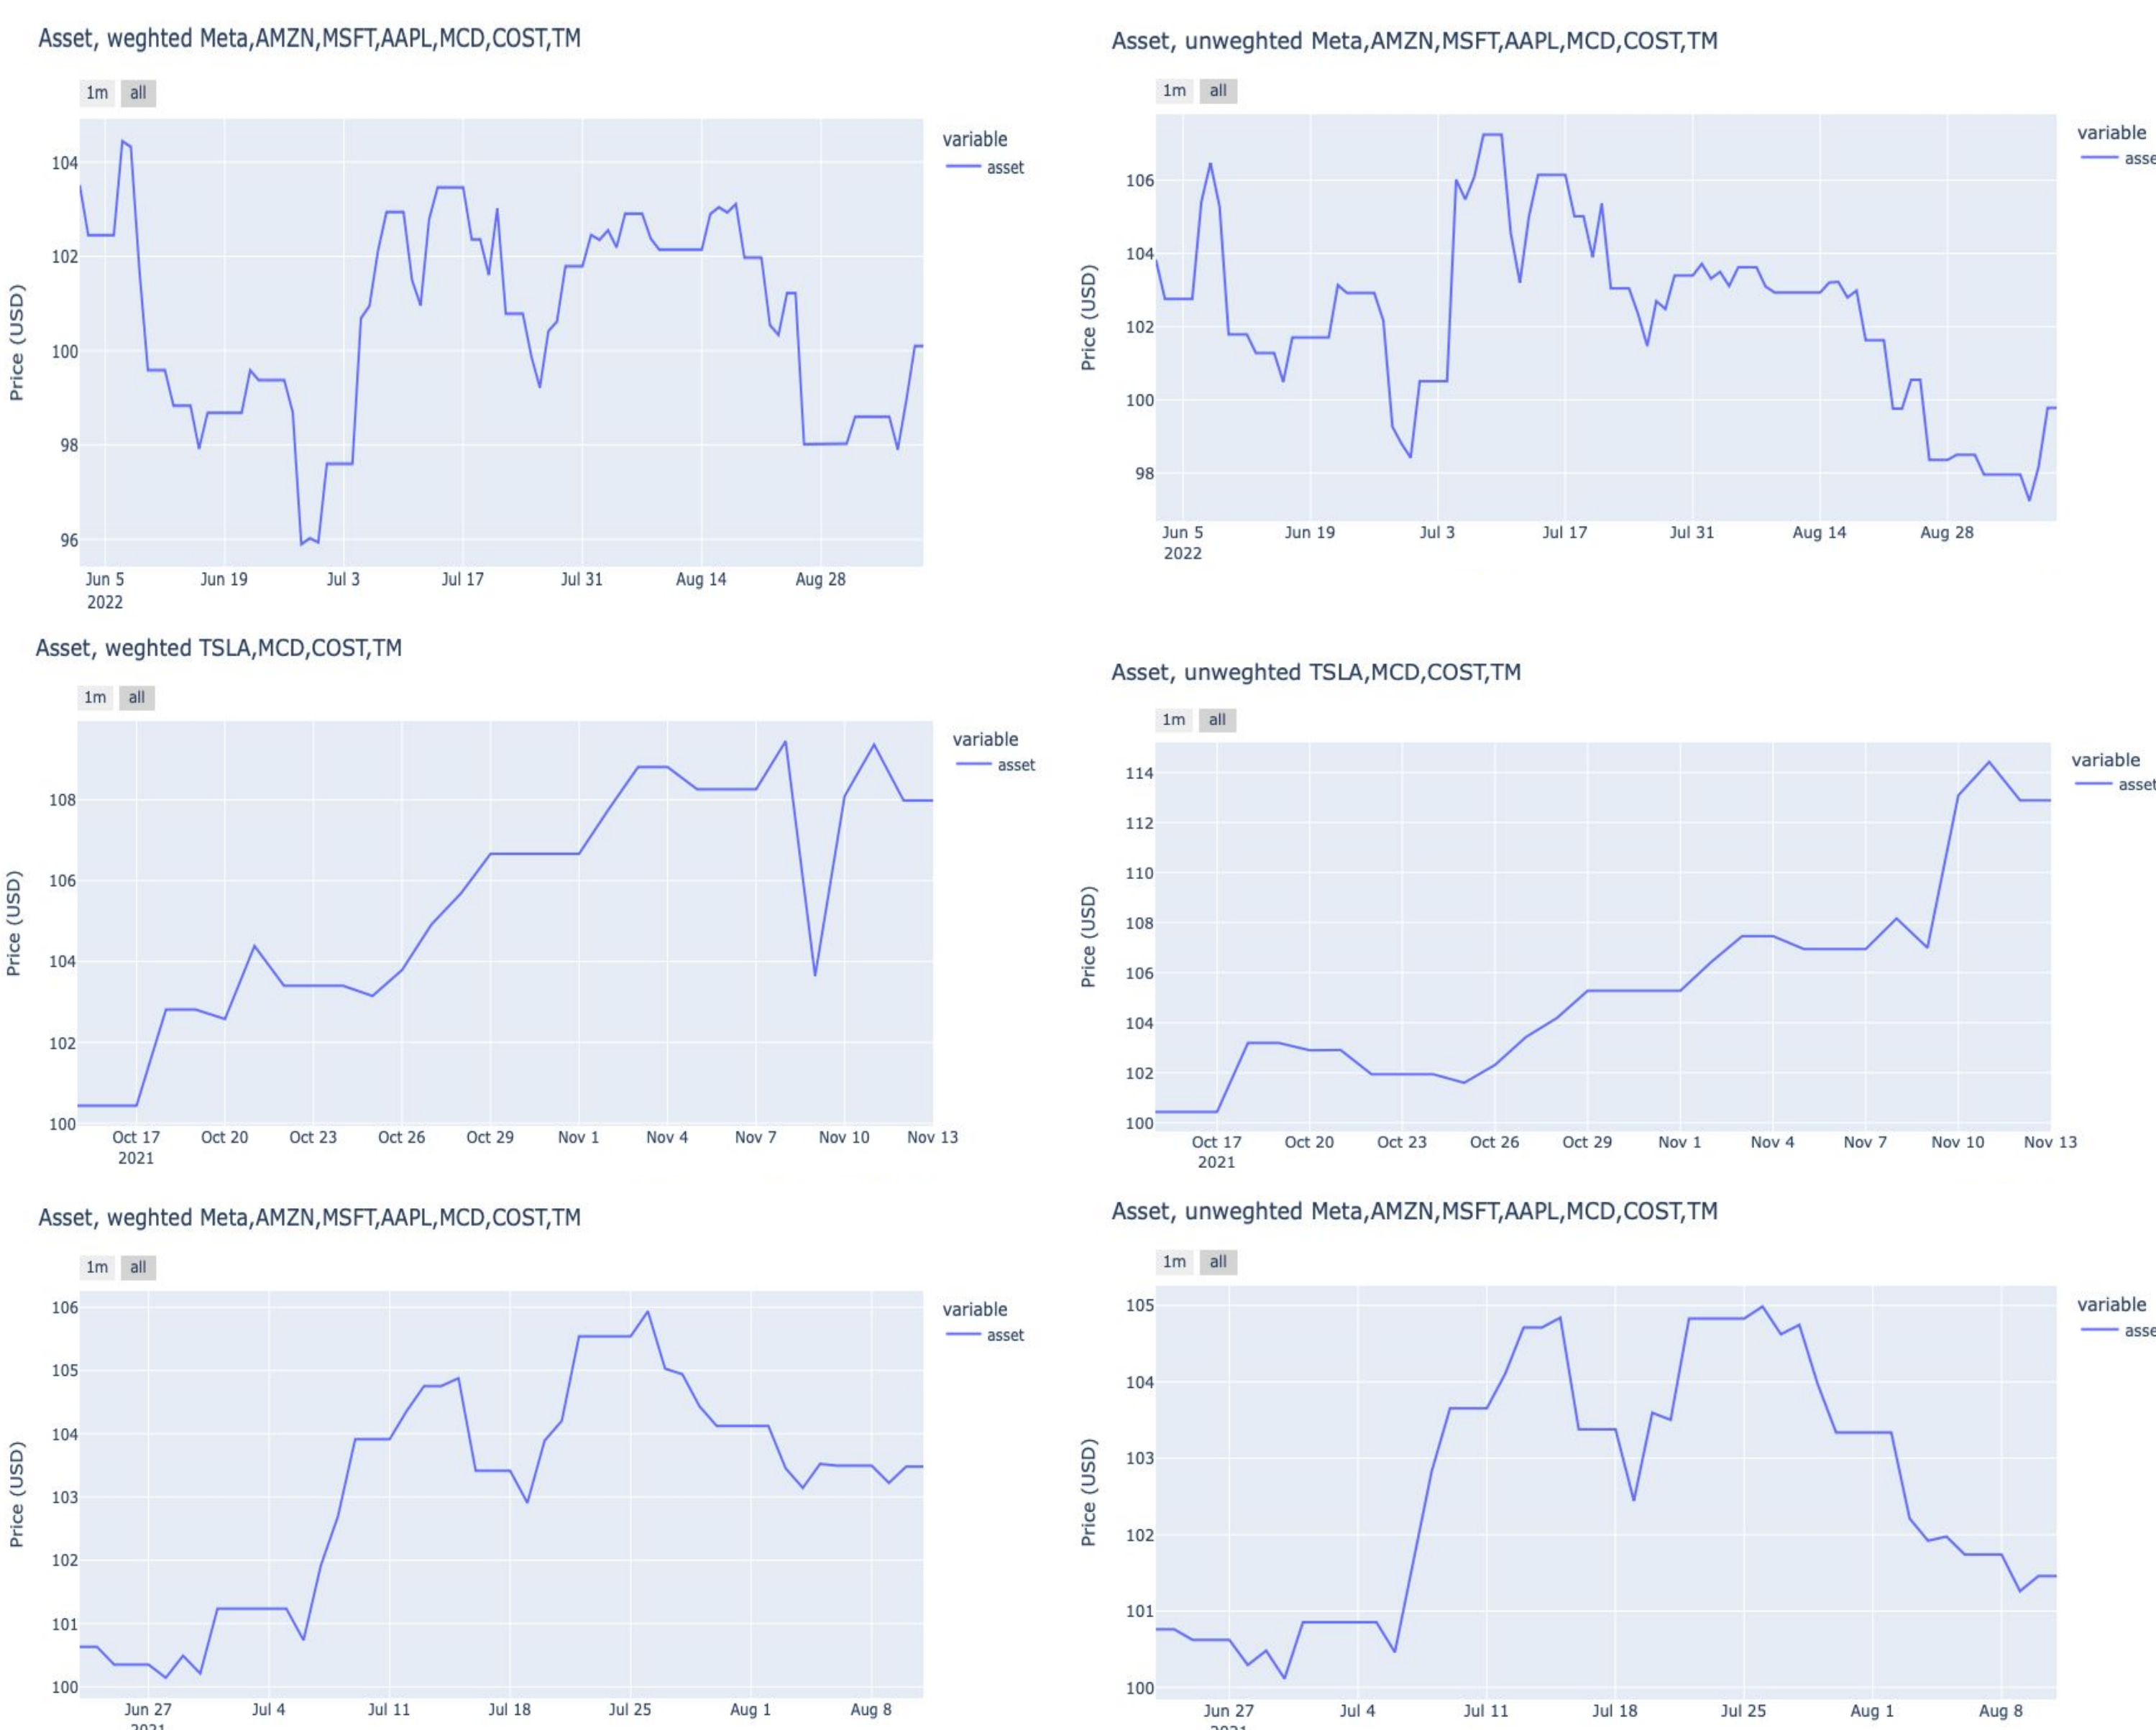 Asset, weghted Meta,AMZN,MSFT,AAPL,MCD,COST,TM
1m all
variable
asset
Price (USD)
104
102
100
98
96
Jun 5 Jun 19 Jul 3 Jul 17 Jul 31 Aug 14 Aug 28
2022
Asset, unweghted Meta,AMZN,MSFT,AAPL,MCD,COST,TM
1m all
variable
asse
Price (USD)
106
104
102
100
98
Jun 5 Jun 19 Jul 3 Jul 17 Jul 31 Aug 14 Aug 28
2022
Asset, weghted TSLA,MCD,COST,TM
1m all
variable
asset
Price (USD)
108
106
104
102
100
Oct 17 Oct 20 Oct 23 Oct 26 Oct 29 Nov 1 Nov 4 Nov 7 Nov 10 Nov 13
2021
Asset, unweghted TSLA,MCD,COST,TM
1m all
variable
asset
Price (USD)
114
112
110
108
106
104
102
100
Oct 17 Oct 20 Oct 23 Oct 26 Oct 29 Nov 1 Nov 4 Nov 7 Nov 10 Nov 13
2021
Asset, weghted Meta,AMZN,MSFT,AAPL,MCD,COST,TM
1m all
variable
asset
Price (USD)
106
105
104
103
102
101
100
Jun 27 Jul 4 Jul 11 Jul 18 Jul 25 Aug 1 Aug 8
2021
Asset, unweghted Meta,AMZN,MSFT,AAPL,MCD,COST,TM
1m all
variable
asse
Price (USD)
105
104
103
102
101
100
Jun 27 Jul 4 Jul 11 Jul 18 Jul 25 Aug 1 Aug 8